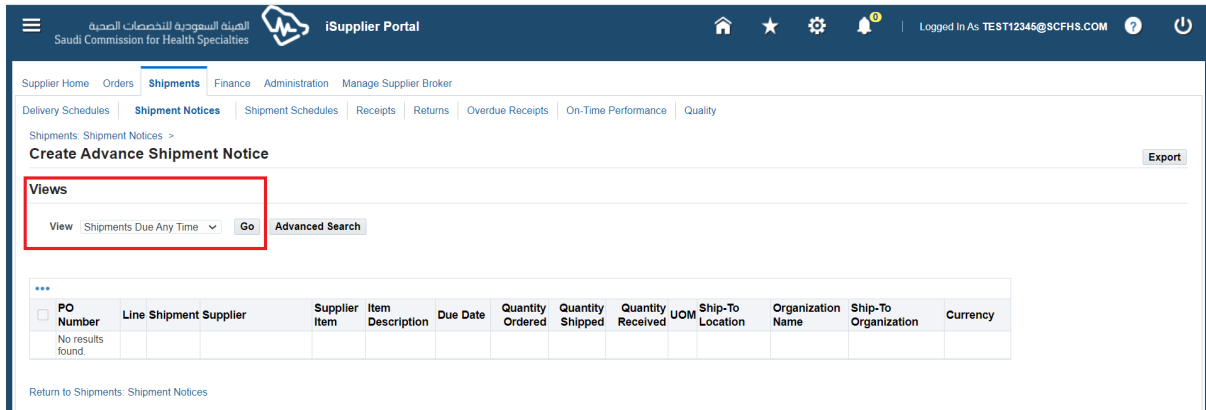 الهيئة السعودية للتخصصات الصحية
Saudi Commission for Health Specialties
iSupplier Portal
0
Logged In As TEST12345@SCFHS.COM
?
Supplier Home Orders Shipments Finance Administration Manage Supplier Broker
Delivery Schedules Shipment Notices Shipment Schedules Receipts Returns Overdue Receipts On-Time Performance Quality
Shipments: Shipment Notices >
Create Advance Shipment Notice
Export
Views
View Shipments Due Any Time Go Advanced Search
PO Number Line Shipment Supplier Supplier Item Item Description Due Date Quantity Ordered Quantity Shipped Quantity Received UOM Ship-To Location Organization Name Ship-To Organization Currency
No results found.
Return to Shipments: Shipment Notices